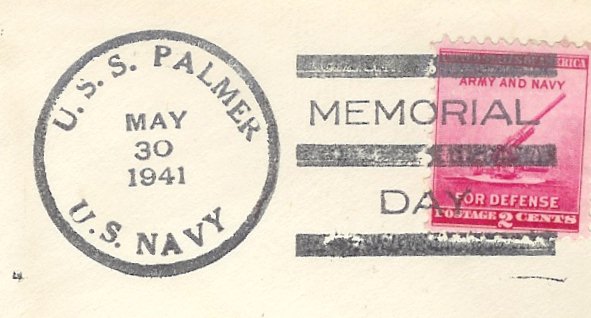 U.S.S. PALMER
MAY
30
1941
U.S. NAVY
MEMORIAL
DAY
ARMY AND NAVY
FOR DEFENSE
POSTAGE 2 CENTS